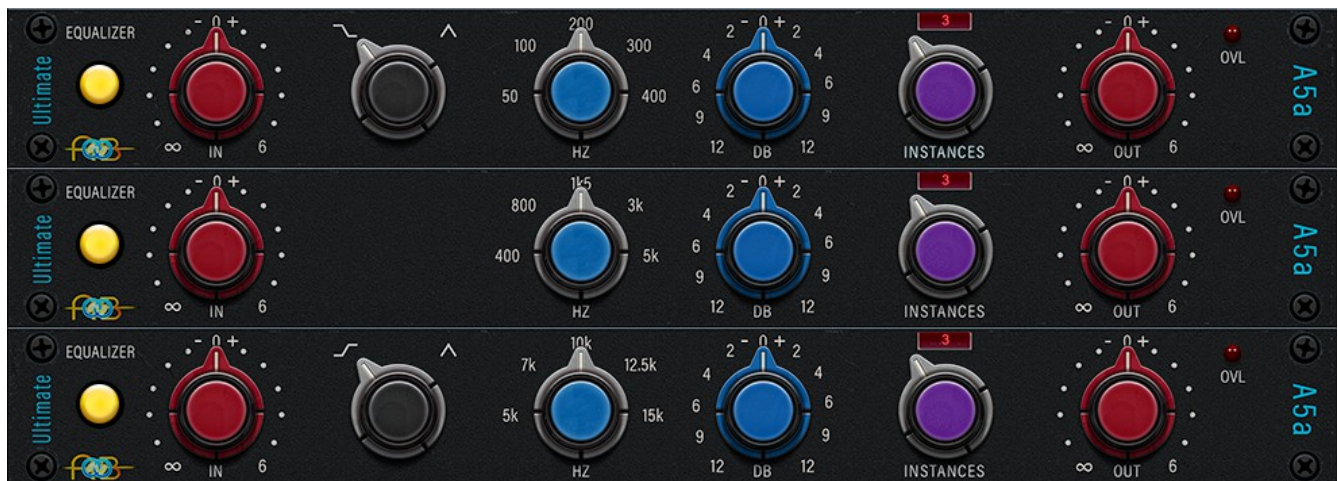 EQUALIZER
Ultimate
- 0 +
∞ IN 6
50 100 200 300 400
HZ
12 9 6 4 2 - 0 + 2 4 6 9 12
DB
3
INSTANCES
- 0 +
∞ OUT 6
OVL
A5a
EQUALIZER
Ultimate
- 0 +
∞ IN 6
400 800 1k5 3k 5k
HZ
12 9 6 4 2 - 0 + 2 4 6 9 12
DB
3
INSTANCES
- 0 +
∞ OUT 6
OVL
A5a
EQUALIZER
Ultimate
- 0 +
∞ IN 6
5k 7k 10k 12.5k 15k
HZ
12 9 6 4 2 - 0 + 2 4 6 9 12
DB
3
INSTANCES
- 0 +
∞ OUT 6
OVL
A5a